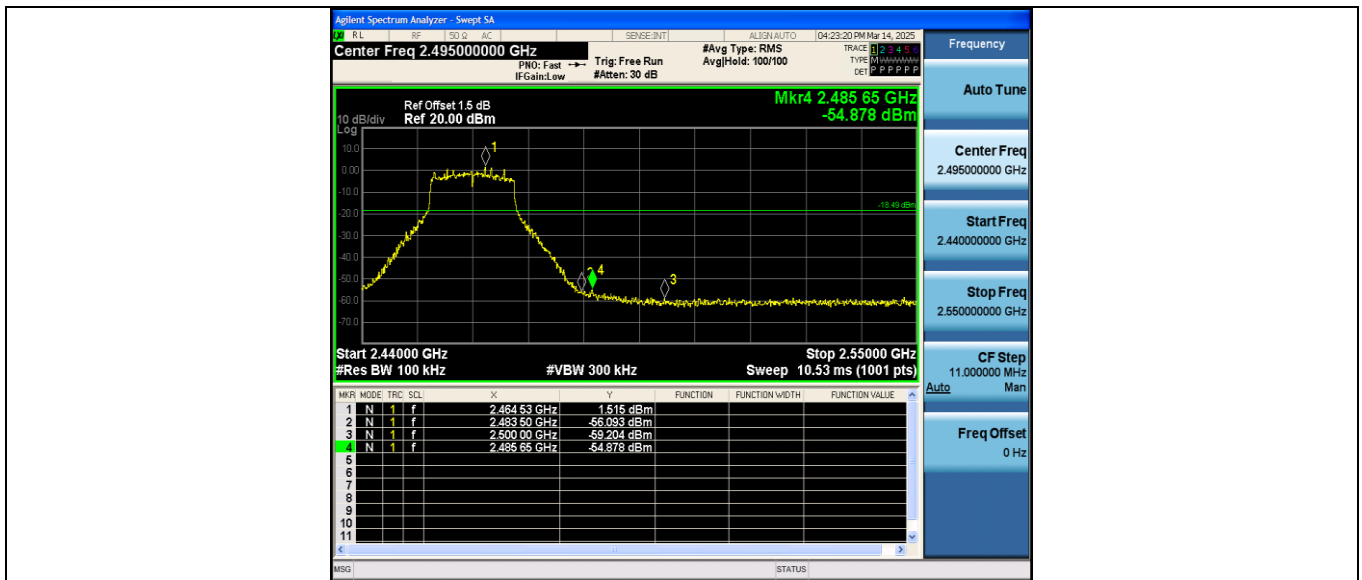 Agilent Spectrum Analyzer - Swept SA
RL RF 50 Ω AC SENSE:INT ALIGN AUTO 04:23:20 PM Mar 14, 2025
Center Freq 2.495000000 GHz
PNO: Fast
IFGain:Low
Trig: Free Run
#Atten: 30 dB
#Avg Type: RMS
Avg|Hold: 100/100
TRACE 1 2 3 4 5 6
TYPE M
DET P P P P P P
Mkr4 2.485 65 GHz
-54.878 dBm
Ref Offset 1.5 dB
10 dB/div Ref 20.00 dBm
Log
10.0
0.00
-10.0
-20.0
-30.0
-40.0
-50.0
-60.0
-70.0
1
4
3
-18.49 dBm
Start 2.44000 GHz Stop 2.55000 GHz
#Res BW 100 kHz #VBW 300 kHz Sweep 10.53 ms (1001 pts)
MKR MODE TRC SCL X Y FUNCTION FUNCTION WIDTH FUNCTION VALUE
1 N 1 f 2.464 53 GHz 1.515 dBm
2 N 1 f 2.483 50 GHz -56.093 dBm
3 N 1 f 2.500 00 GHz -59.204 dBm
4 N 1 f 2.485 65 GHz -54.878 dBm
5
6
7
8
9
10
11
MSG STATUS
Frequency
Auto Tune
Center Freq
2.495000000 GHz
Start Freq
2.440000000 GHz
Stop Freq
2.550000000 GHz
CF Step
11.000000 MHz
Auto Man
Freq Offset
0 Hz